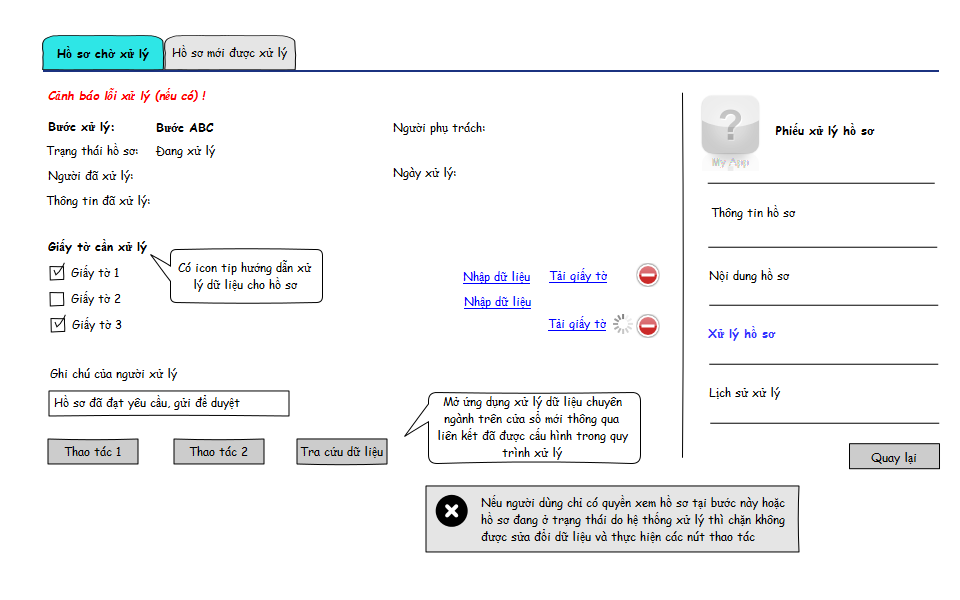 Hồ sơ chờ xử lý
Hồ sơ mới được xử lý
Cảnh báo lỗi xử lý (nếu có) !
Bước xử lý: Bước ABC
Người phụ trách:
Trạng thái hồ sơ: Đang xử lý
Người đã xử lý:
Ngày xử lý:
Thông tin đã xử lý:
Giấy tờ cần xử lý
Có icon tip hướng dẫn xử
lý dữ liệu cho hồ sơ
Giấy tờ 1
Nhập dữ liệu Tải giấy tờ
Giấy tờ 2
Nhập dữ liệu
Giấy tờ 3
Tải giấy tờ
Ghi chú của người xử lý
Hồ sơ đã đạt yêu cầu, gửi để duyệt
Mở ứng dụng xử lý dữ liệu chuyên
ngành trên cửa sổ mới thông qua
liên kết đã được cấu hình trong quy
trình xử lý
Thao tác 1
Thao tác 2
Tra cứu dữ liệu
Nếu người dùng chỉ có quyền xem hồ sơ tại bước này hoặc
hồ sơ đang ở trạng thái do hệ thống xử lý thì chặn không
được sửa đổi dữ liệu và thực hiện các nút thao tác
?
My App
Phiếu xử lý hồ sơ
Thông tin hồ sơ
Nội dung hồ sơ
Xử lý hồ sơ
Lịch sử xử lý
Quay lại